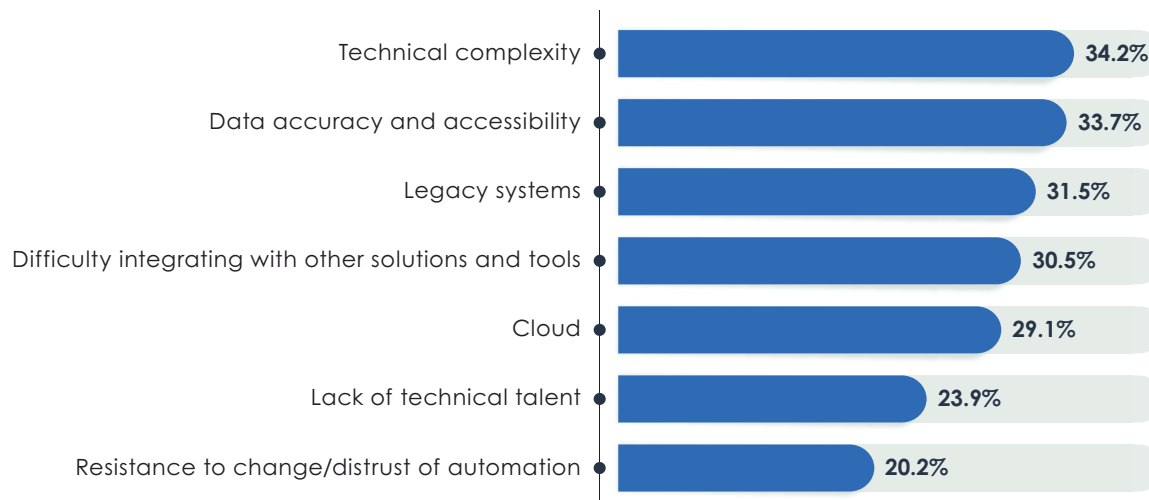 Technical complexity 34.2%
Data accuracy and accessibility 33.7%
Legacy systems 31.5%
Difficulty integrating with other solutions and tools 30.5%
Cloud 29.1%
Lack of technical talent 23.9%
Resistance to change/distrust of automation 20.2%